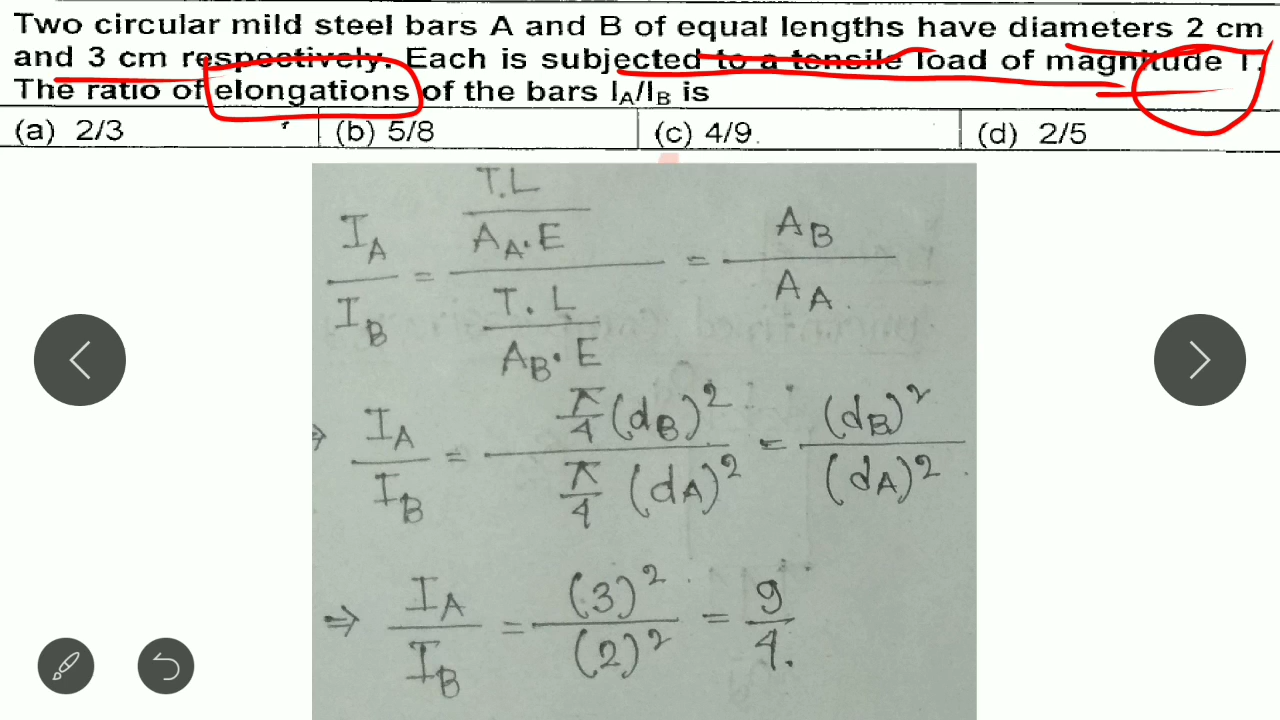 Two circular mild steel bars A and B of equal lengths have diameters 2 cm
and 3 cm respectively. Each is subjected to a tensile load of magnitude T.
The ratio of elongations of the bars lA/lB is
(a) 2/3 (b) 5/8 (c) 4/9. (d) 2/5
IA/IB = (T.L/AA.E)/(T.L/AB.E) = AB/AA.
⇒ IA/IB = π/4 (dB)²/π/4 (dA)² = (dB)²/(dA)².
⇒ IA/IB = (3)²/(2)² = 9/4.